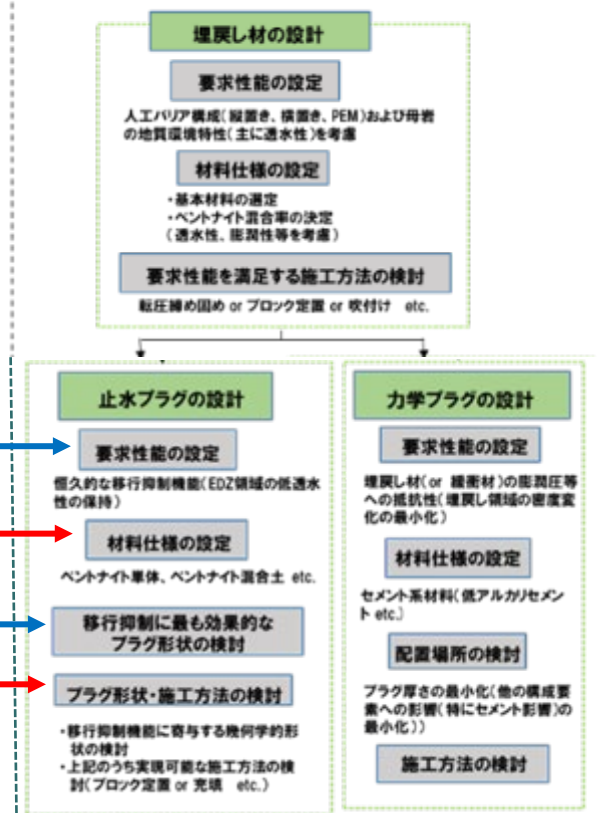 埋戻し材の設計
要求性能の設定
人工バリア構成(縦置き、横置き、PEM)および母岩
の地質環境特性(主に透水性)を考慮
材料仕様の設定
・基本材料の選定
・ベントナイト混合率の決定
(透水性、膨潤性等を考慮)
要求性能を満足する施工方法の検討
転圧締め固め or ブロック定置 or 吹付け etc.
止水プラグの設計
要求性能の設定
恒久的な移行抑制機能(EDZ領域の低透水
性の保持)
材料仕様の設定
ベントナイト単体、ベントナイト混合土 etc.
移行抑制に最も効果的な
プラグ形状の検討
プラグ形状・施工方法の検討
・移行抑制機能に寄与する幾何学的形
状の検討
・上記のうち実現可能な施工方法の検
討(ブロック定置 or 充填 etc.)
力学プラグの設計
要求性能の設定
埋戻し材(or 緩衝材)の膨潤圧等
への抵抗性(埋戻し領域の密度変
化の最小化)
材料仕様の設定
セメント系材料(低アルカリセメン
ト etc.)
配置場所の検討
プラグ厚さの最小化(他の構成要
素への影響(特にセメント影響)の
最小化))
施工方法の検討